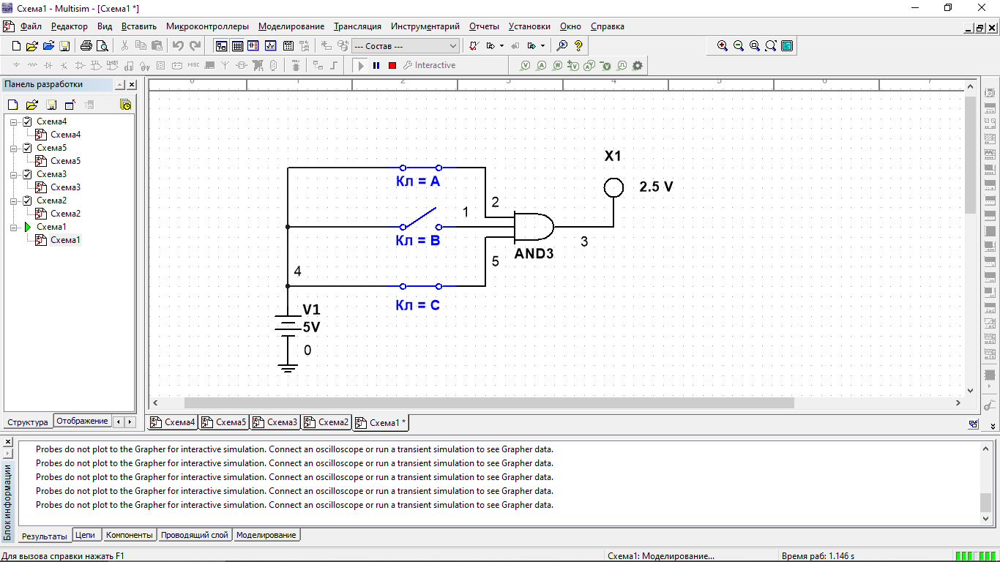 Схема1 - Multisim - [Схема1 *]
Файл Редактор Вид Вставить Микроконтроллеры Моделирование Трансляция Инструментарий Отчеты Установки Окно Справка
--- Состав ---
MISC Interactive
Панель разработки
0 1 2 3 4 5 6 7
Схема4
Схема4
Схема5
Схема5
Схема3
Схема3
Схема2
Схема2
Схема1
Схема1
X1
2.5 V
Кл = A
2
1
Кл = B
3
AND3
5
4
Кл = C
V1
5V
0
Структура Отображение
Схема4 Схема5 Схема3 Схема2 Схема1 *
Блок информации
Probes do not plot to the Grapher for interactive simulation. Connect an oscilloscope or run a transient simulation to see Grapher data.
Probes do not plot to the Grapher for interactive simulation. Connect an oscilloscope or run a transient simulation to see Grapher data.
Probes do not plot to the Grapher for interactive simulation. Connect an oscilloscope or run a transient simulation to see Grapher data.
Probes do not plot to the Grapher for interactive simulation. Connect an oscilloscope or run a transient simulation to see Grapher data.
Probes do not plot to the Grapher for interactive simulation. Connect an oscilloscope or run a transient simulation to see Grapher data.
Результаты Цепи Компоненты Проводящий слой Моделирование
Для вызова справки нажать F1 Схема1: Моделирование... Время раб: 1.146 s